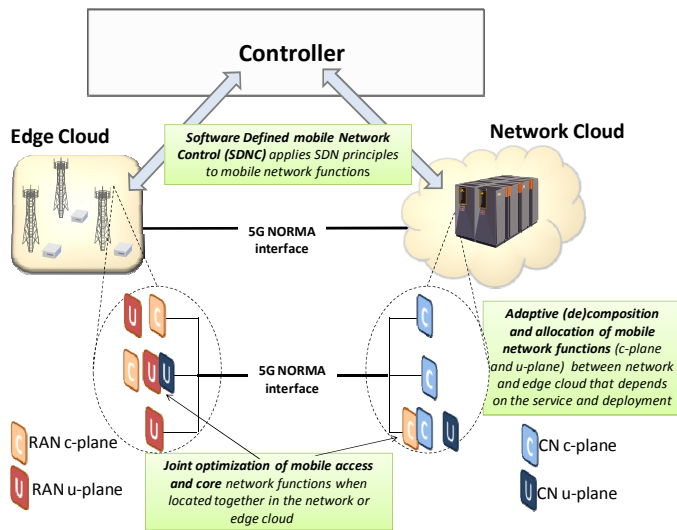 Controller
Edge Cloud
Network Cloud
Software Defined mobile Network
Control (SDNC) applies SDN principles
to mobile network functions
5G NORMA
interface
U C
C
C U U
5G NORMA
interface
C
U
C C U
Adaptive (de)composition
and allocation of mobile
network functions (c-plane
and u-plane) between network
and edge cloud that depends
on the service and deployment
C RAN c-plane
U RAN u-plane
Joint optimization of mobile access
and core network functions when
located together in the network or
edge cloud
C CN c-plane
U CN u-plane